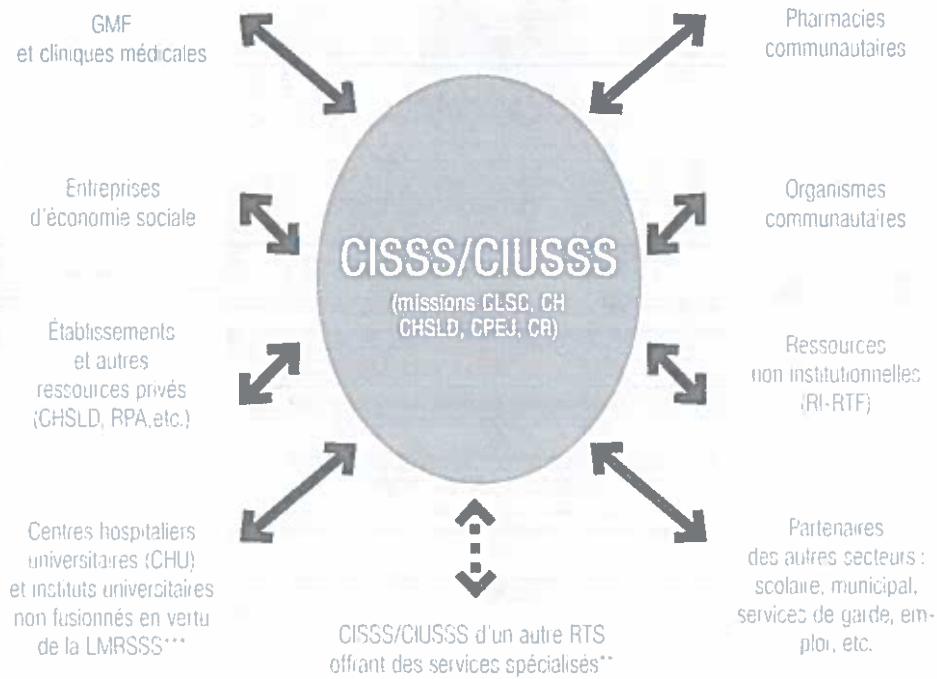 GMF
et cliniques médicales
Pharmacies
communautaires
Entreprises
d'économie sociale
Organismes
communautaires
CISSS/CIUSSS
(missions CLSC, CH
CHSLD, CPEJ, CR)
Établissements
et autres
ressources privés
(CHSLD, RPA,etc.)
Ressources
non institutionnelles
(RI-RTF)
Centres hospitaliers
universitaires (CHU)
et instituts universitaires
non fusionnés en vertu
de la LMRSSS***
Partenaires
des autres secteurs :
scolaire, municipal,
services de garde, em-
ploi, etc.
CISSS/CIUSSS d'un autre RTS
offrant des services spécialisés**